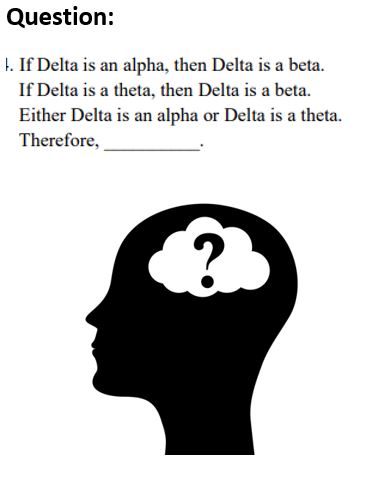 Question:
4. If Delta is an alpha, then Delta is a beta.
If Delta is a theta, then Delta is a beta.
Either Delta is an alpha or Delta is a theta.
Therefore, __________.
?